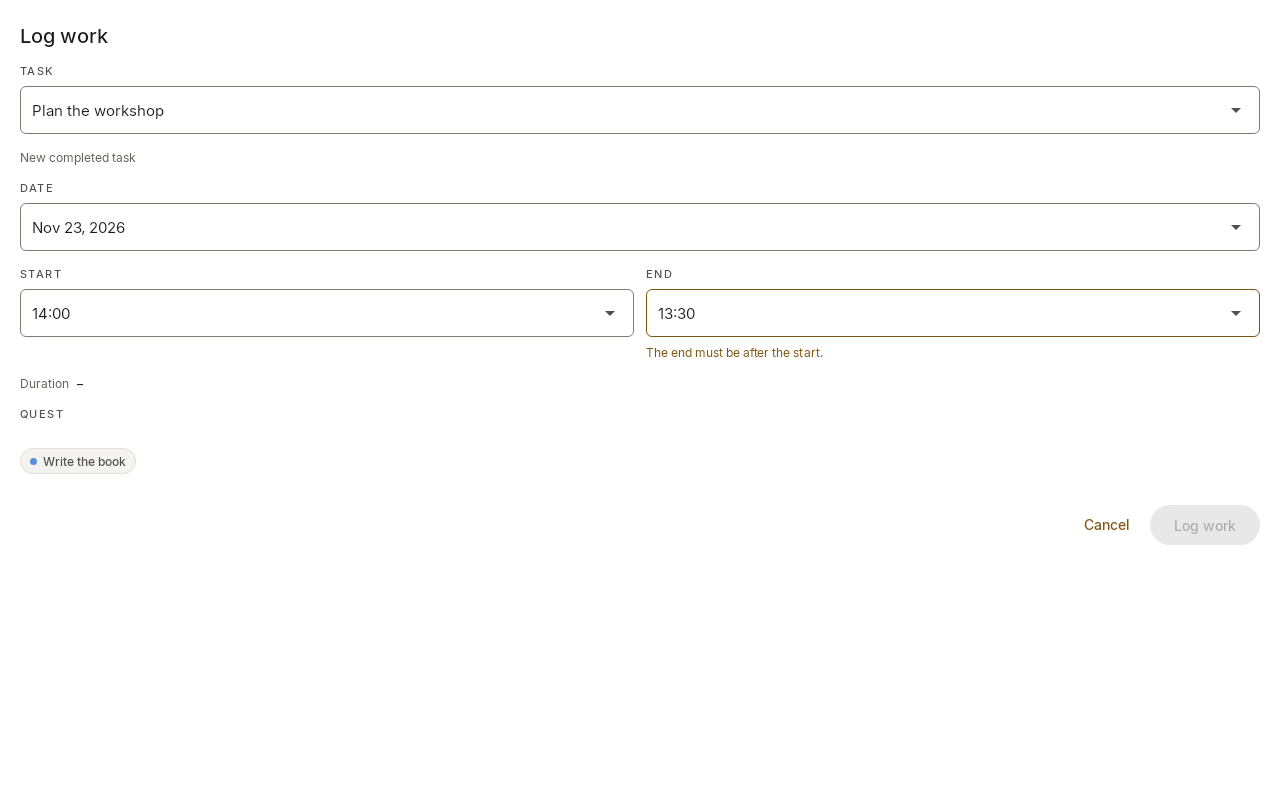 Log work
TASK
Plan the workshop
New completed task
DATE
Nov 23, 2026
START
END
14:00
13:30
The end must be after the start.
Duration –
QUEST
Write the book
Cancel
Log work